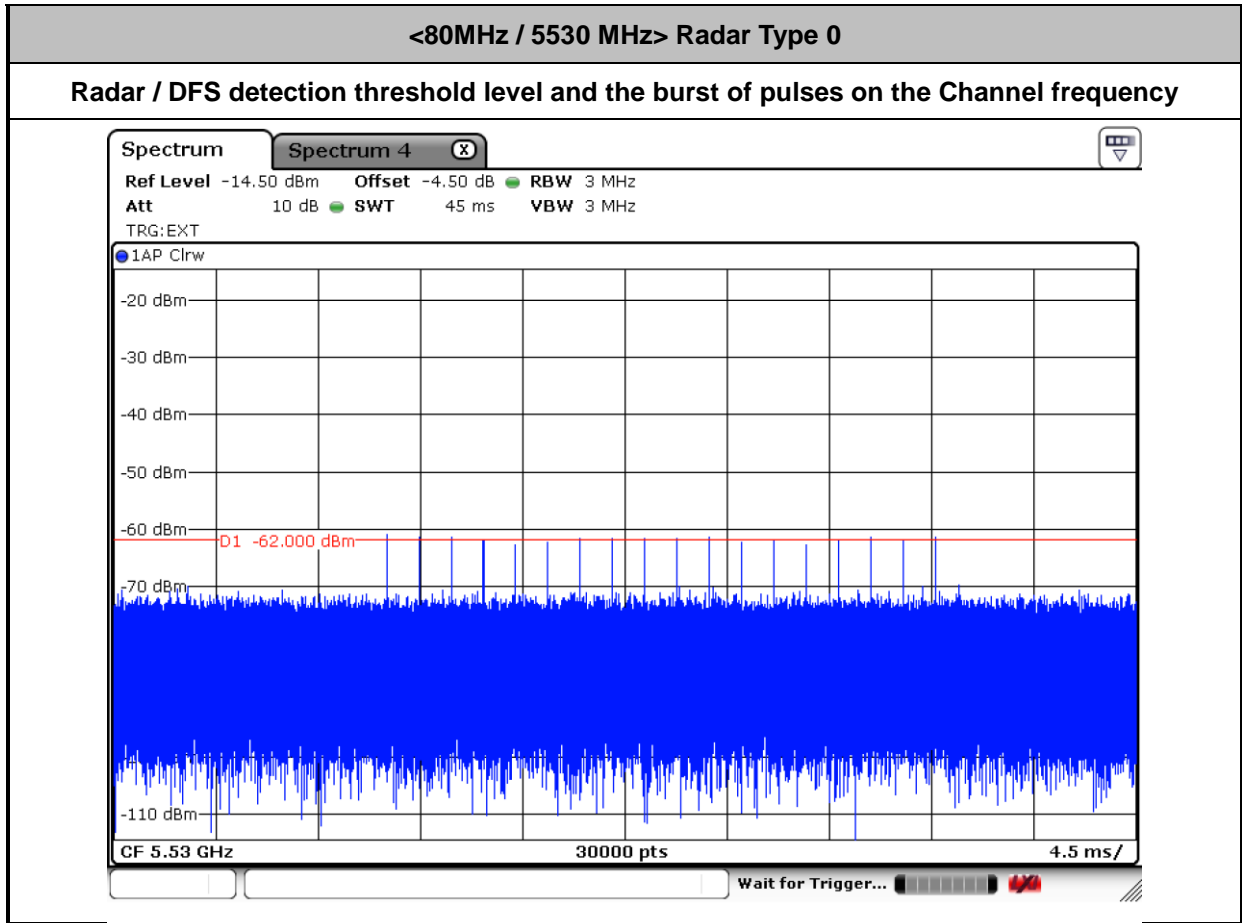 <80MHz / 5530 MHz> Radar Type 0
Radar / DFS detection threshold level and the burst of pulses on the Channel frequency
Spectrum Spectrum 4 X
Ref Level -14.50 dBm Offset -4.50 dB RBW 3 MHz
Att 10 dB SWT 45 ms VBW 3 MHz
TRG:EXT
1AP Clrw
-20 dBm
-30 dBm
-40 dBm
-50 dBm
-60 dBm
D1 -62.000 dBm
-70 dBm
-110 dBm
CF 5.53 GHz 30000 pts 4.5 ms/
Wait for Trigger...